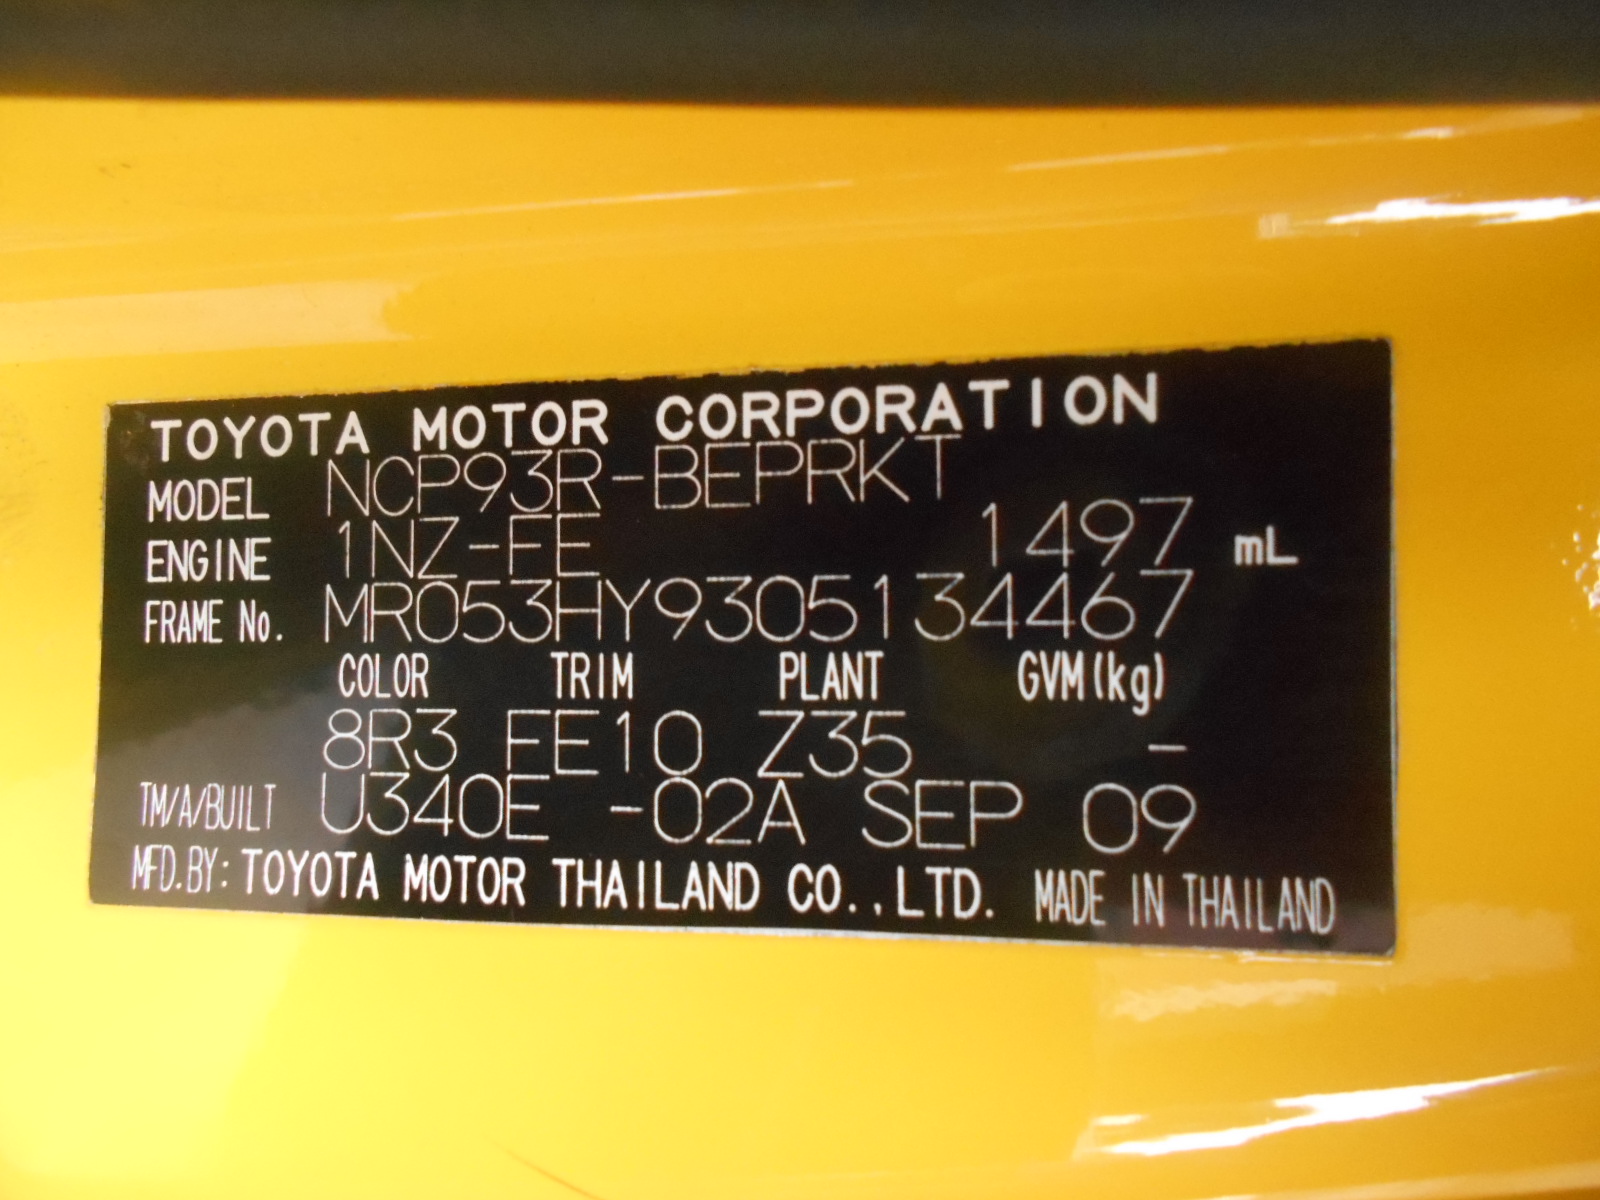 TOYOTA MOTOR CORPORATION
MODEL NCP93R-BEPRKT
ENGINE 1NZ-FE 1497 mL
FRAME No. MR053HY9305134467
COLOR TRIM PLANT GVM(kg)
8R3 FE10 Z35 -
TM/A/BUILT U340E -02A SEP 09
MFD.BY: TOYOTA MOTOR THAILAND CO.,LTD. MADE IN THAILAND